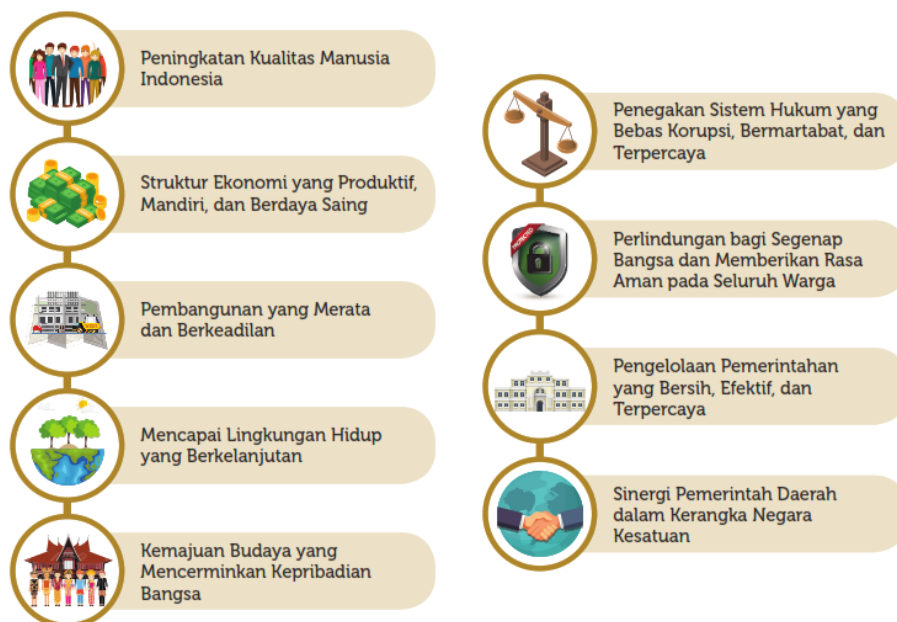 Peningkatan Kualitas Manusia
Indonesia
Struktur Ekonomi yang Produktif,
Mandiri, dan Berdaya Saing
Pembangunan yang Merata
dan Berkeadilan
Mencapai Lingkungan Hidup
yang Berkelanjutan
Kemajuan Budaya yang
Mencerminkan Kepribadian
Bangsa
Penegakan Sistem Hukum yang
Bebas Korupsi, Bermartabat, dan
Terpercaya
PROTECTED
Perlindungan bagi Segenap
Bangsa dan Memberikan Rasa
Aman pada Seluruh Warga
Pengelolaan Pemerintahan
yang Bersih, Efektif, dan
Terpercaya
Sinergi Pemerintah Daerah
dalam Kerangka Negara
Kesatuan